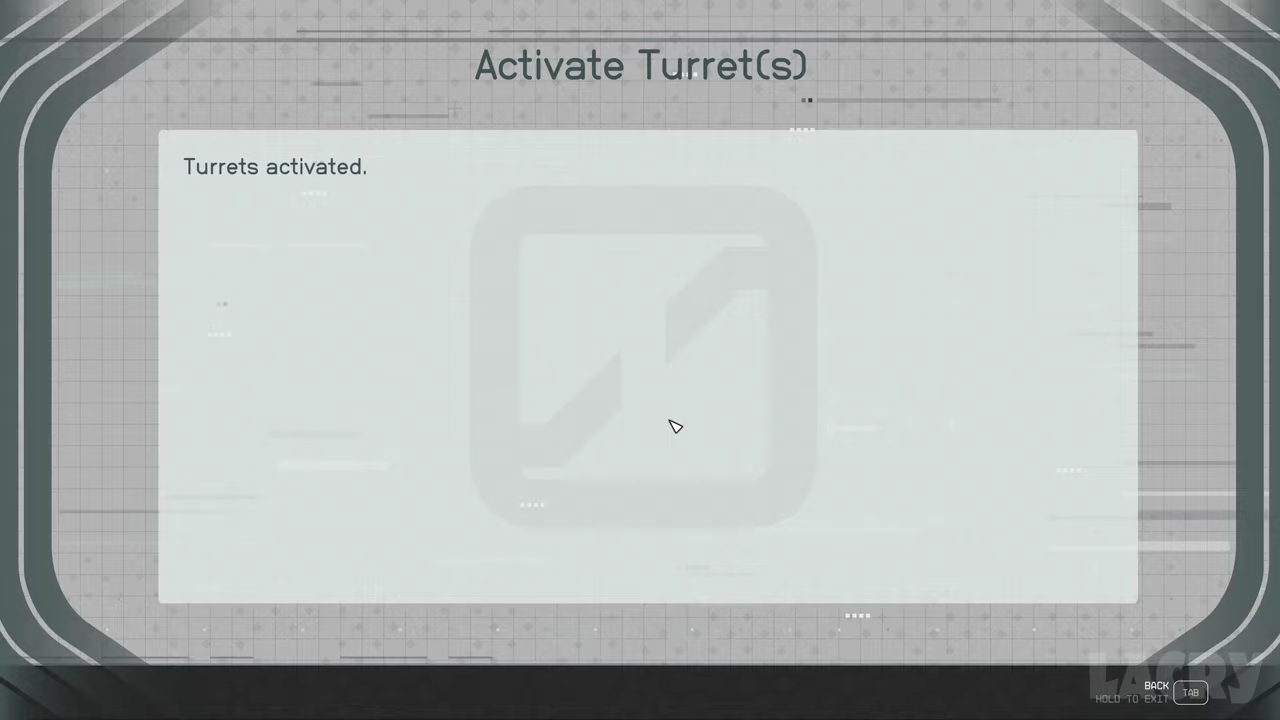 Activate Turret(s)
Turrets activated.
LACRY
BACK
HOLD TO EXIT
TAB